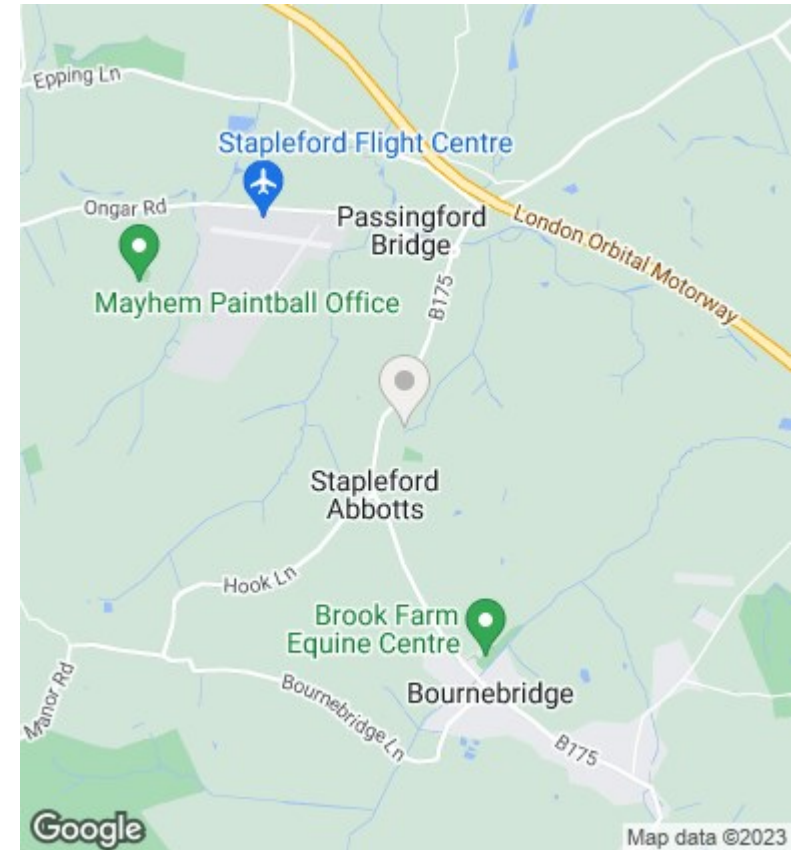 Epping Ln
Stapleford Flight Centre
Ongar Rd
Passingford
Bridge
London Orbital Motorway
Mayhem Paintball Office
B175
Stapleford
Abbotts
Hook Ln
Brook Farm
Equine Centre
Manor Rd
Bournebridge Ln
Bournebridge
B175
Google
Map data ©2023